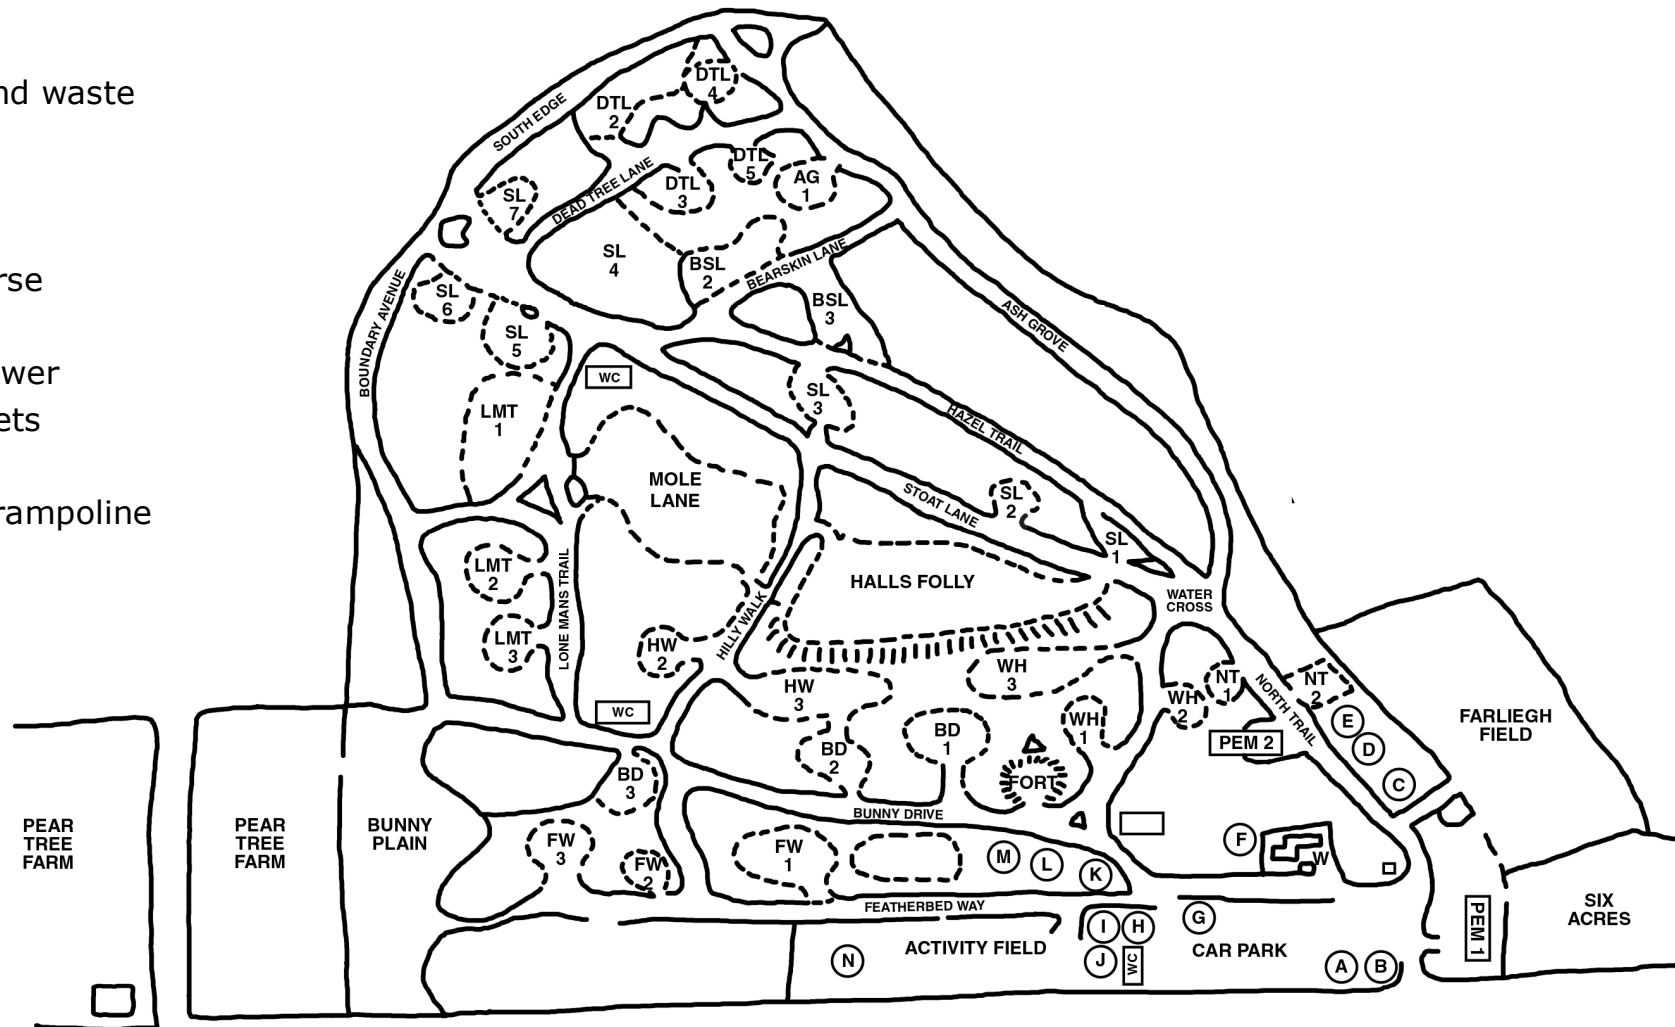 nd waste
rse
wer
ets
rampoline
SOUTH EDGE
DTL
4
DTL
2
DEAD TREE LANE
DTL
5
DTL
3
AG
1
SL
7
SL
4
BSL
2
BEARSKIN LANE
BSL
3
BOUNDARY AVENUE
SL
6
SL
5
ASH GROVE
WC
SL
3
LMT
1
HAZEL TRAIL
MOLE
LANE
STOAT LANE
SL
2
SL
1
LMT
2
HALLS FOLLY
WATER
CROSS
LONE MANS TRAIL
HILLY WALK
LMT
3
HW
2
HW
3
WH
3
NT
1
NT
2
WH
2
WH
1
NORTH TRAIL
WC
E
D
C
FARLIEGH
FIELD
PEM 2
BD
1
BD
2
BD
3
FORT
BUNNY DRIVE
PEAR
TREE
FARM
PEAR
TREE
FARM
BUNNY
PLAIN
FW
3
FW
2
FW
1
M
L
K
F
W
FEATHERBED WAY
I
H
G
J
WC
N
ACTIVITY FIELD
CAR PARK
A
B
PEM 1
SIX
ACRES